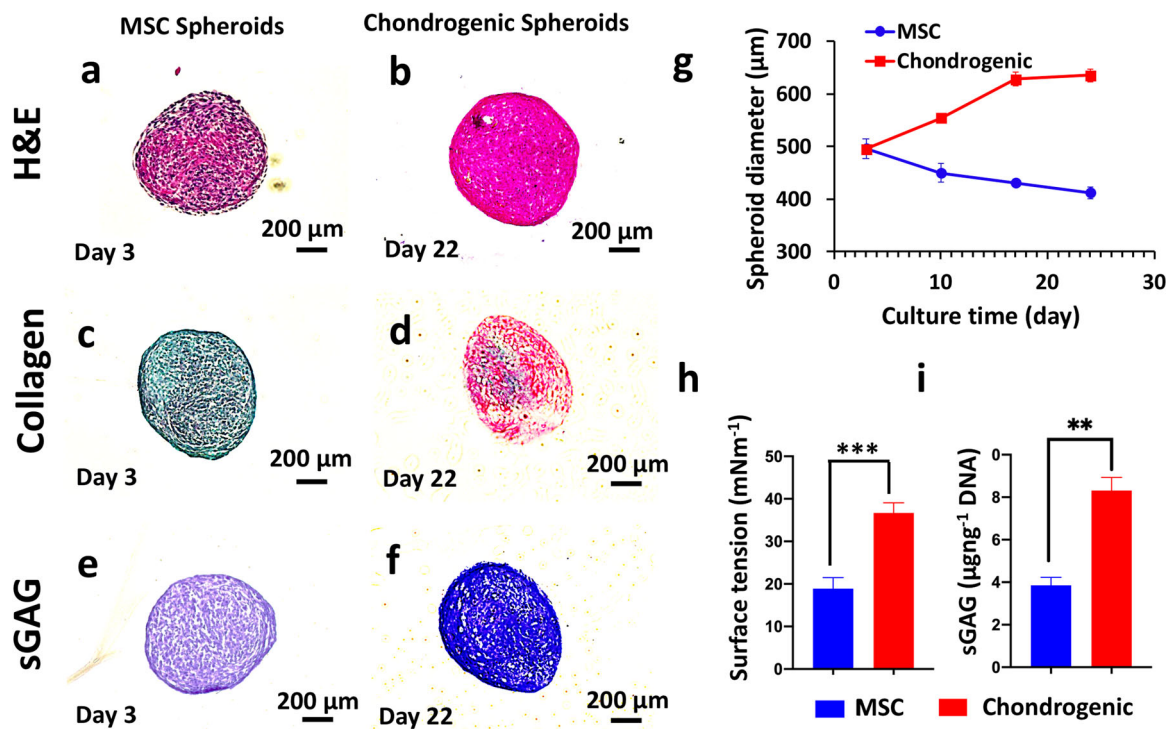 MSC Spheroids
Chondrogenic Spheroids
H&E
a
Day 3
200 μm
b
Day 22
200 μm
Collagen
c
Day 3
200 μm
d
Day 22
200 μm
sGAG
e
Day 3
200 μm
f
Day 22
200 μm
g
MSC
Chondrogenic
Spheroid diameter (μm)
700
600
500
400
300
0
10
20
30
Culture time (day)
h
***
Surface tension (mNm⁻¹)
50
40
30
20
10
0
i
**
sGAG (μgng⁻¹ DNA)
0
8
4
0
MSC
Chondrogenic